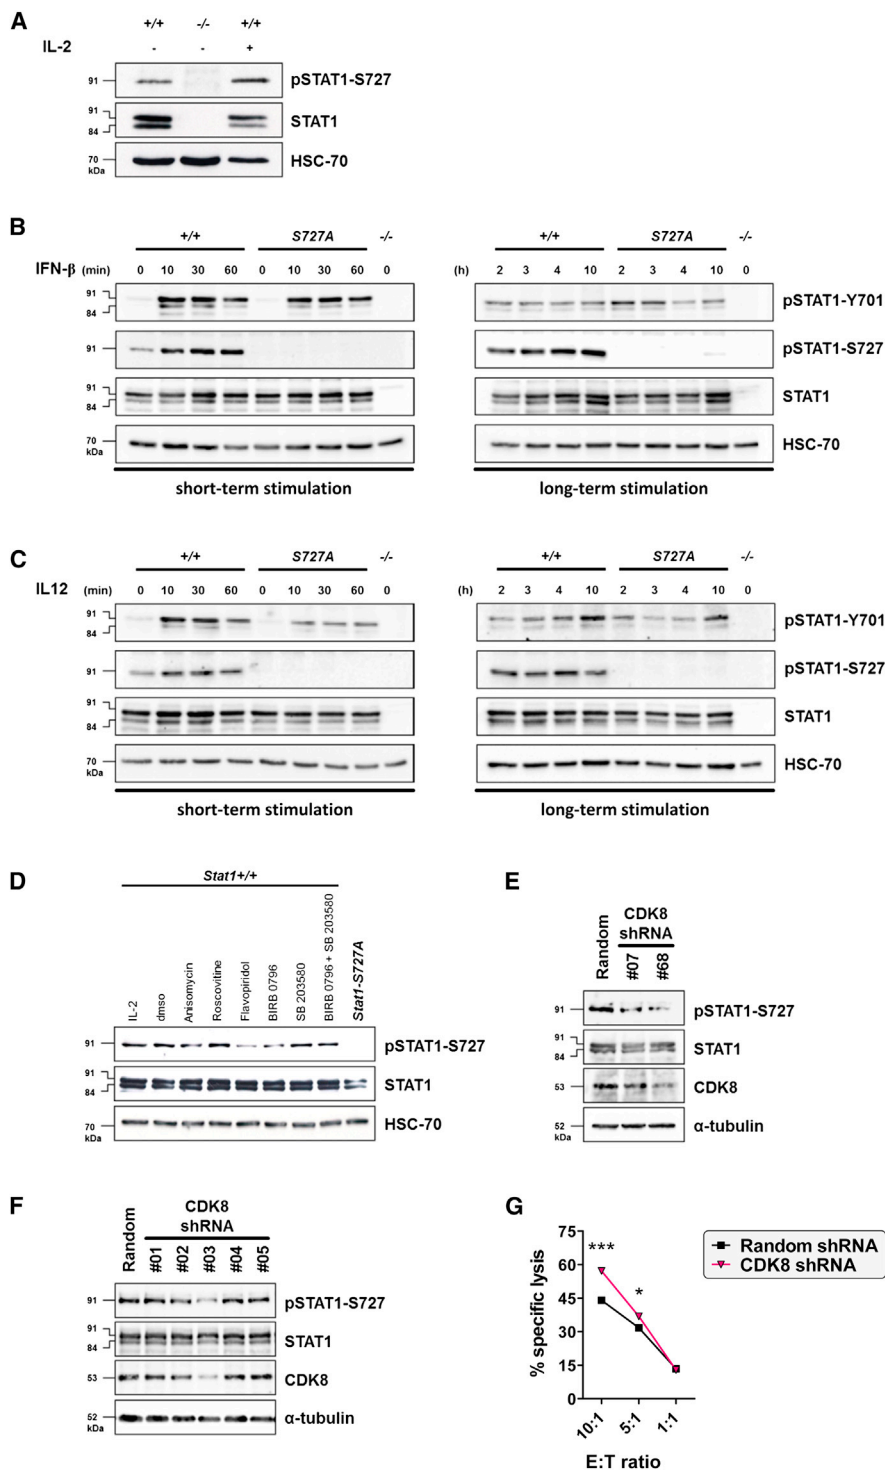 A
+/+ -/- +/+
IL-2 - - +
91 pSTAT1-S727
91 STAT1
84
70 HSC-70
kDa
B
+/+ S727A -/- +/+ S727A -/-
IFN-β (min) 0 10 30 60 0 10 30 60 0 (h) 2 3 4 10 2 3 4 10 0
91 pSTAT1-Y701
84
91 pSTAT1-S727
91 STAT1
84
70 HSC-70
kDa
short-term stimulation long-term stimulation
C
+/+ S727A -/- +/+ S727A -/-
IL12 (min) 0 10 30 60 0 10 30 60 0 (h) 2 3 4 10 2 3 4 10 0
91 pSTAT1-Y701
84
91 pSTAT1-S727
91 STAT1
84
70 HSC-70
kDa
short-term stimulation long-term stimulation
D
Stat1+/+
IL-2
dmso
Anisomycin
Roscovitine
Flavopiridol
BIRB 0796
SB 203580
BIRB 0796 + SB 203580
Stat1-S727A
91 pSTAT1-S727
91 STAT1
84
70 HSC-70
kDa
E
CDK8
shRNA
Random #07 #68
91 pSTAT1-S727
91 STAT1
84
53 CDK8
52 α-tubulin
kDa
F
CDK8
shRNA
Random #01 #02 #03 #04 #05
91 pSTAT1-S727
91 STAT1
84
53 CDK8
52 α-tubulin
kDa
G
% specific lysis
75
60
45
30
15
0
***
*
10:1 5:1 1:1
E:T ratio
Random shRNA
CDK8 shRNA